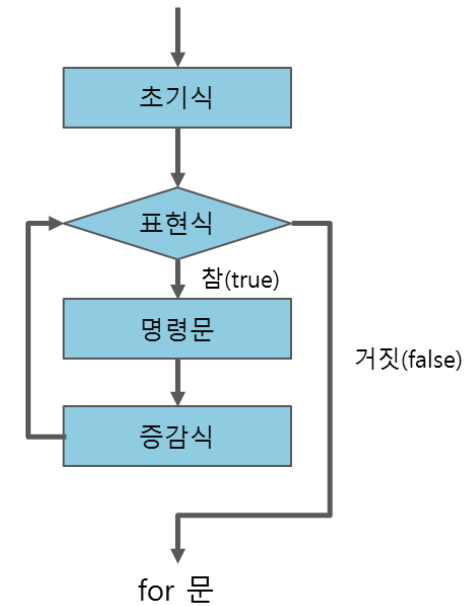 초기식
표현식
참(true)
명령문
거짓(false)
증감식
for 문